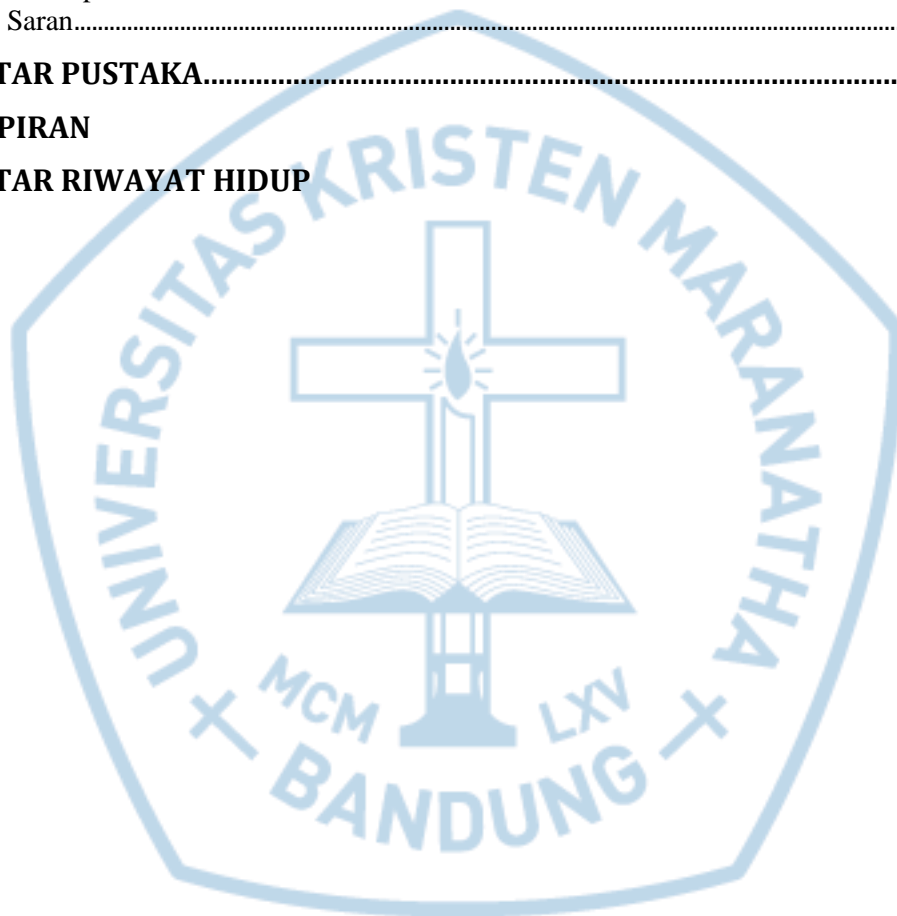 Saran.....................................................................................................................................................
TAR PUSTAKA...............................................................................................
PIRAN
TAR RIWAYAT HIDUP
UNIVERSITAS KRISTEN MARANATHA
MCM LXV
BANDUNG